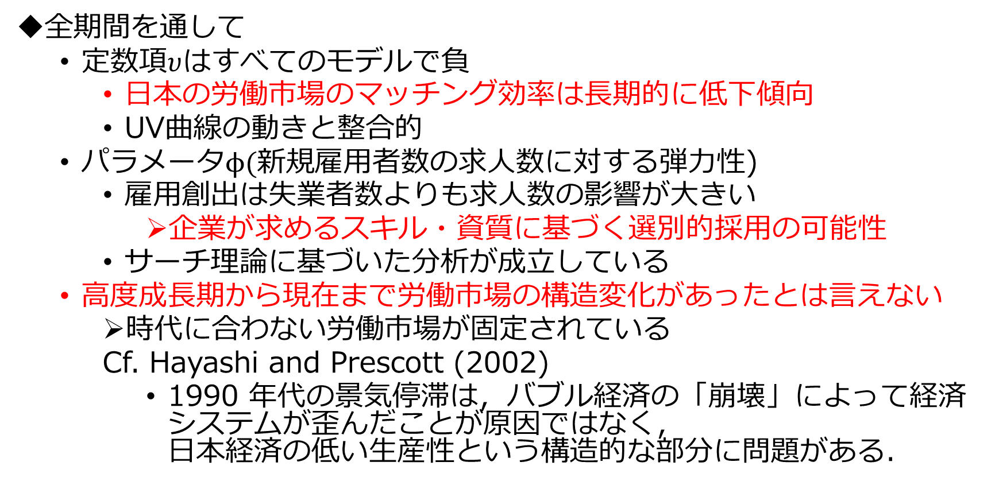 ◆全期間を通して
• 定数項υはすべてのモデルで負
• 日本の労働市場のマッチング効率は長期的に低下傾向
• UV曲線の動きと整合的
• パラメータϕ(新規雇用者数の求人数に対する弾力性)
• 雇用創出は失業者数よりも求人数の影響が大きい
➢企業が求めるスキル・資質に基づく選別的採用の可能性
• サーチ理論に基づいた分析が成立している
• 高度成長期から現在まで労働市場の構造変化があったとは言えない
➢時代に合わない労働市場が固定されている
Cf. Hayashi and Prescott (2002)
• 1990 年代の景気停滞は，バブル経済の「崩壊」によって経済
システムが歪んだことが原因ではなく，
日本経済の低い生産性という構造的な部分に問題がある．